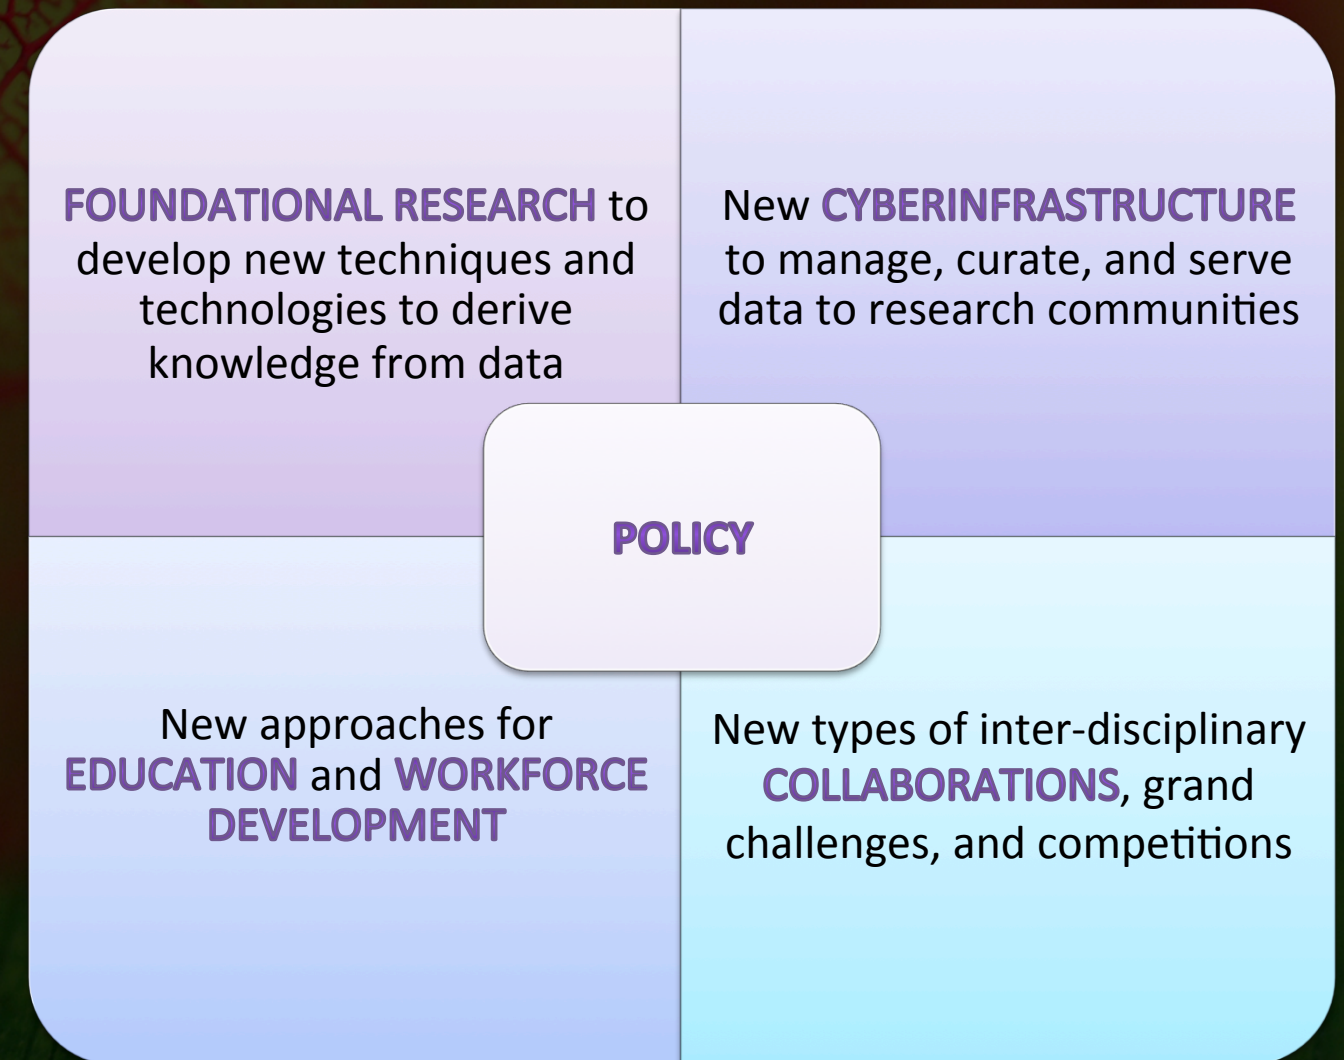 FOUNDATIONAL RESEARCH to
develop new techniques and
technologies to derive
knowledge from data
New CYBERINFRASTRUCTURE
to manage, curate, and serve
data to research communities
POLICY
New approaches for
EDUCATION and WORKFORCE
DEVELOPMENT
New types of inter-disciplinary
COLLABORATIONS, grand
challenges, and competitions